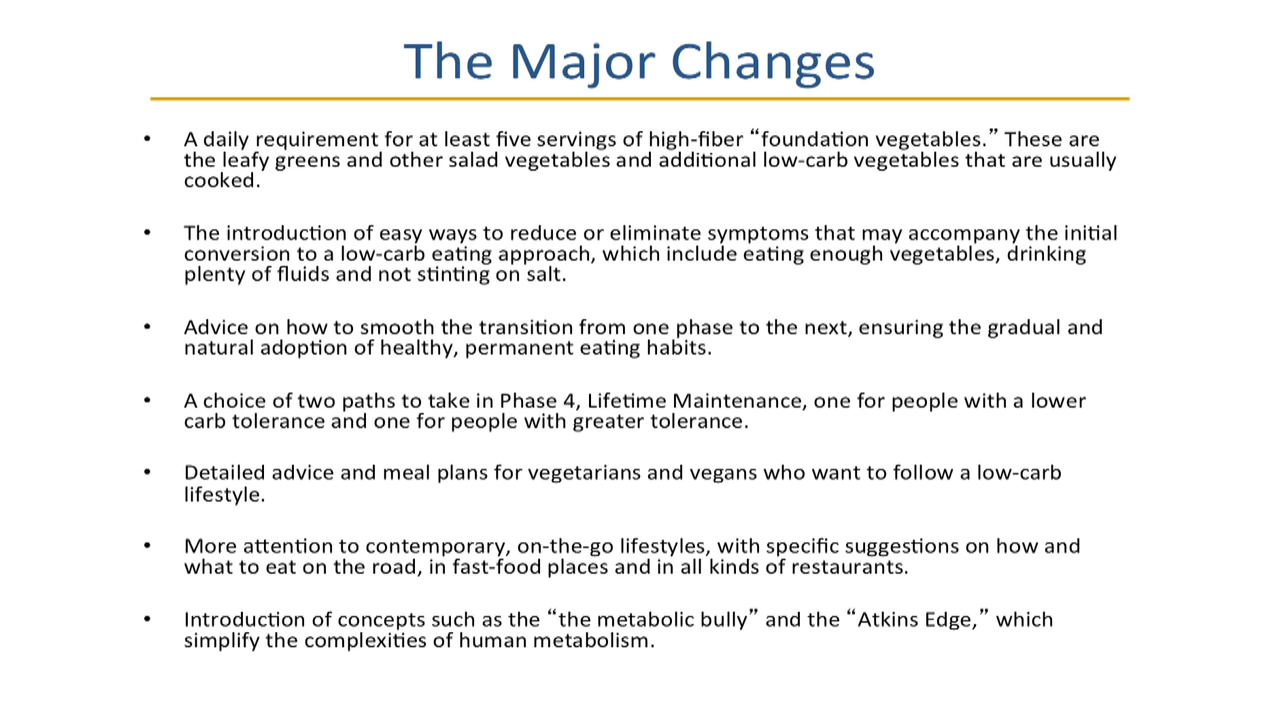 The Major Changes
• A daily requirement for at least five servings of high-fiber “foundation vegetables.” These are
the leafy greens and other salad vegetables and additional low-carb vegetables that are usually
cooked.
• The introduction of easy ways to reduce or eliminate symptoms that may accompany the initial
conversion to a low-carb eating approach, which include eating enough vegetables, drinking
plenty of fluids and not stinting on salt.
• Advice on how to smooth the transition from one phase to the next, ensuring the gradual and
natural adoption of healthy, permanent eating habits.
• A choice of two paths to take in Phase 4, Lifetime Maintenance, one for people with a lower
carb tolerance and one for people with greater tolerance.
• Detailed advice and meal plans for vegetarians and vegans who want to follow a low-carb
lifestyle.
• More attention to contemporary, on-the-go lifestyles, with specific suggestions on how and
what to eat on the road, in fast-food places and in all kinds of restaurants.
• Introduction of concepts such as the “the metabolic bully” and the “Atkins Edge,” which
simplify the complexities of human metabolism.